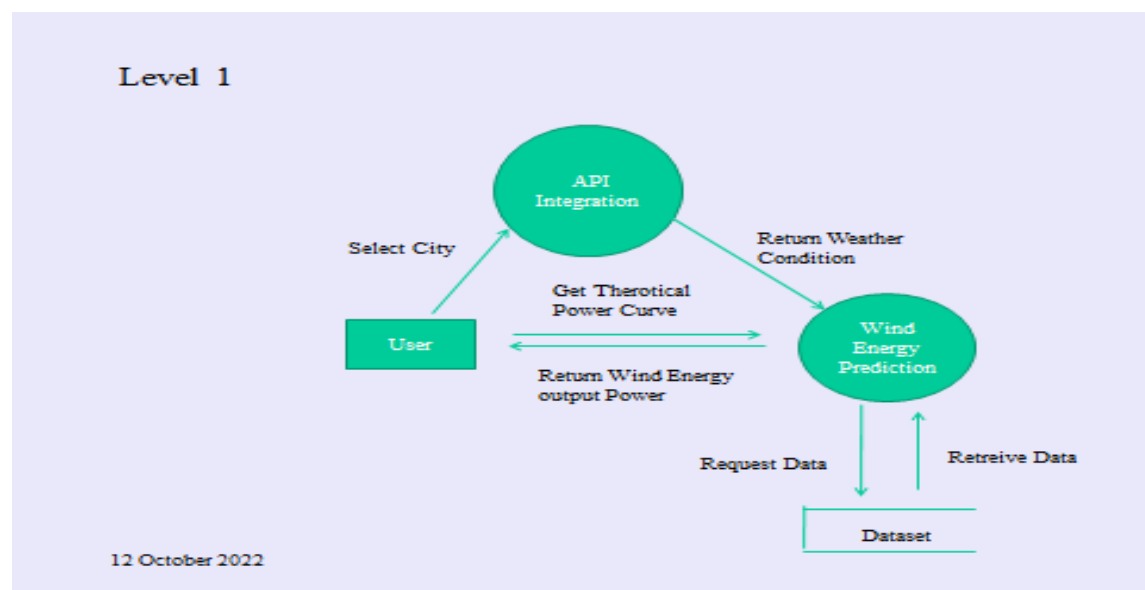 Level 1
API
Integration
Select City
Return Weather
Condition
Get Therotical
Power Curve
User
Wind
Energy
Prediction
Return Wind Energy
output Power
Request Data
Retreive Data
Dataset
12 October 2022